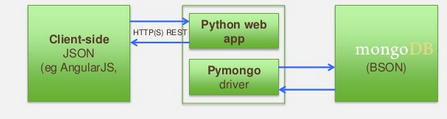 Client-side
JSON
(eg AngularJS,
HTTP(S) REST
Python web
app
Pymongo
driver
mongoDB
(BSON)